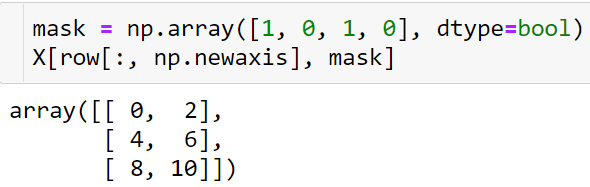 mask = np.array([1, 0, 1, 0], dtype=bool)
X[row[:, np.newaxis], mask]
array([[ 0,  2],
       [ 4,  6],
       [ 8, 10]])